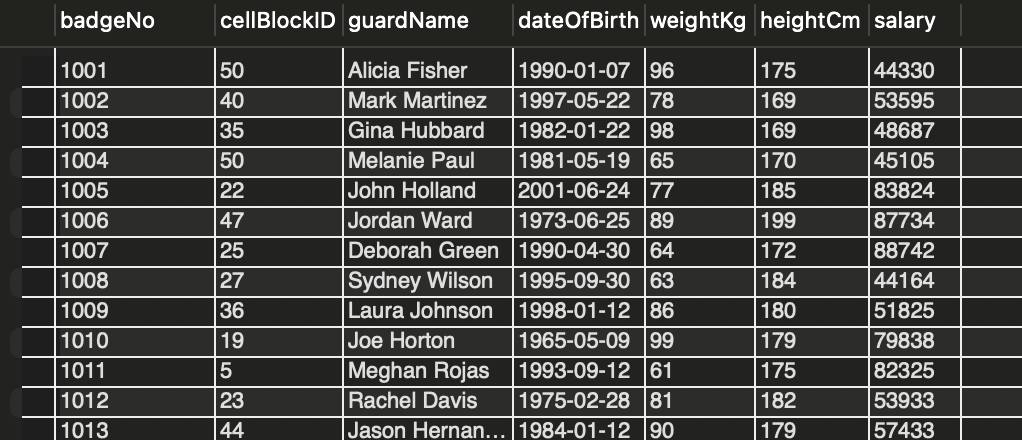 badgeNo cellBlockID guardName dateOfBirth weightKg heightCm salary
1001 50 Alicia Fisher 1990-01-07 96 175 44330
1002 40 Mark Martinez 1997-05-22 78 169 53595
1003 35 Gina Hubbard 1982-01-22 98 169 48687
1004 50 Melanie Paul 1981-05-19 65 170 45105
1005 22 John Holland 2001-06-24 77 185 83824
1006 47 Jordan Ward 1973-06-25 89 199 87734
1007 25 Deborah Green 1990-04-30 64 172 88742
1008 27 Sydney Wilson 1995-09-30 63 184 44164
1009 36 Laura Johnson 1998-01-12 86 180 51825
1010 19 Joe Horton 1965-05-09 99 179 79838
1011 5 Meghan Rojas 1993-09-12 61 175 82325
1012 23 Rachel Davis 1975-02-28 81 182 53933
1013 44 Jason Hernan... 1984-01-12 90 179 57433